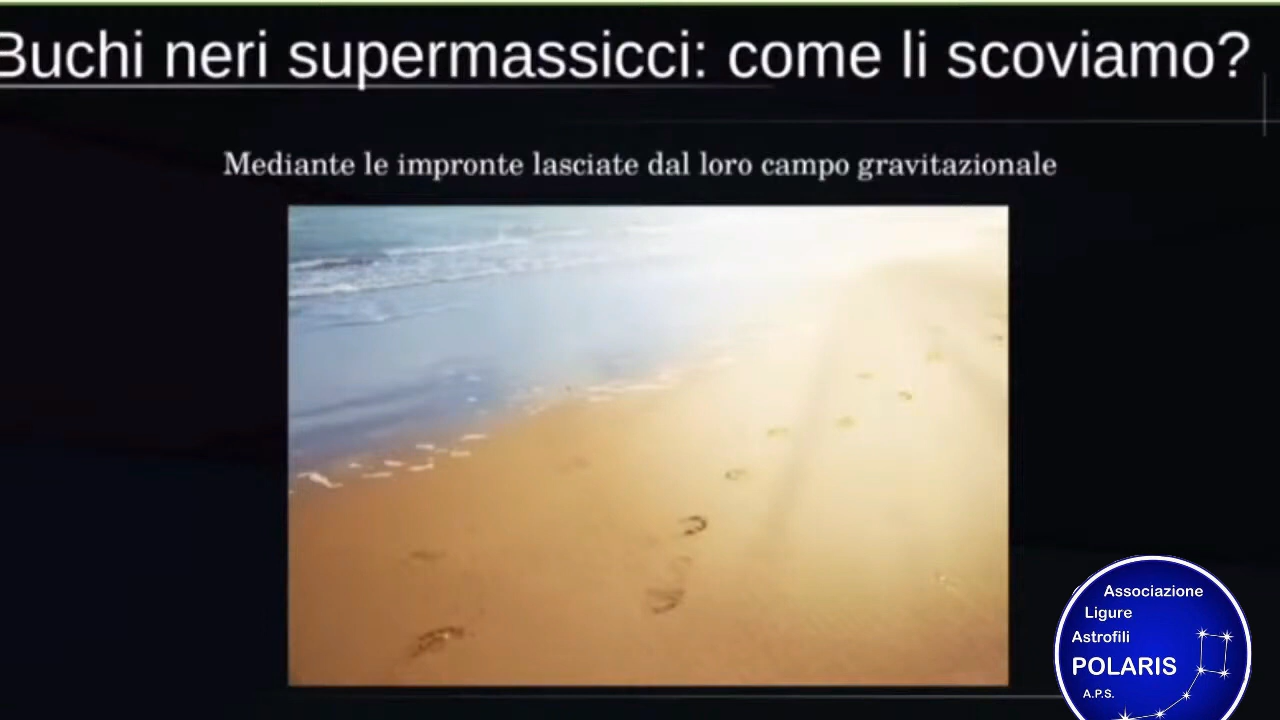 Buchi neri supermassicci: come li scoviamo?
Mediante le impronte lasciate dal loro campo gravitazionale
Associazione
Ligure
Astrofili
POLARIS
A.P.S.